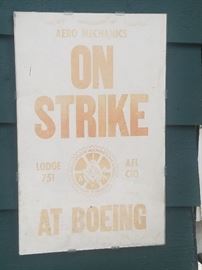 AERO MECHANICS
ON
STRIKE
LODGE
751
AFL
CIO
AT BOEING